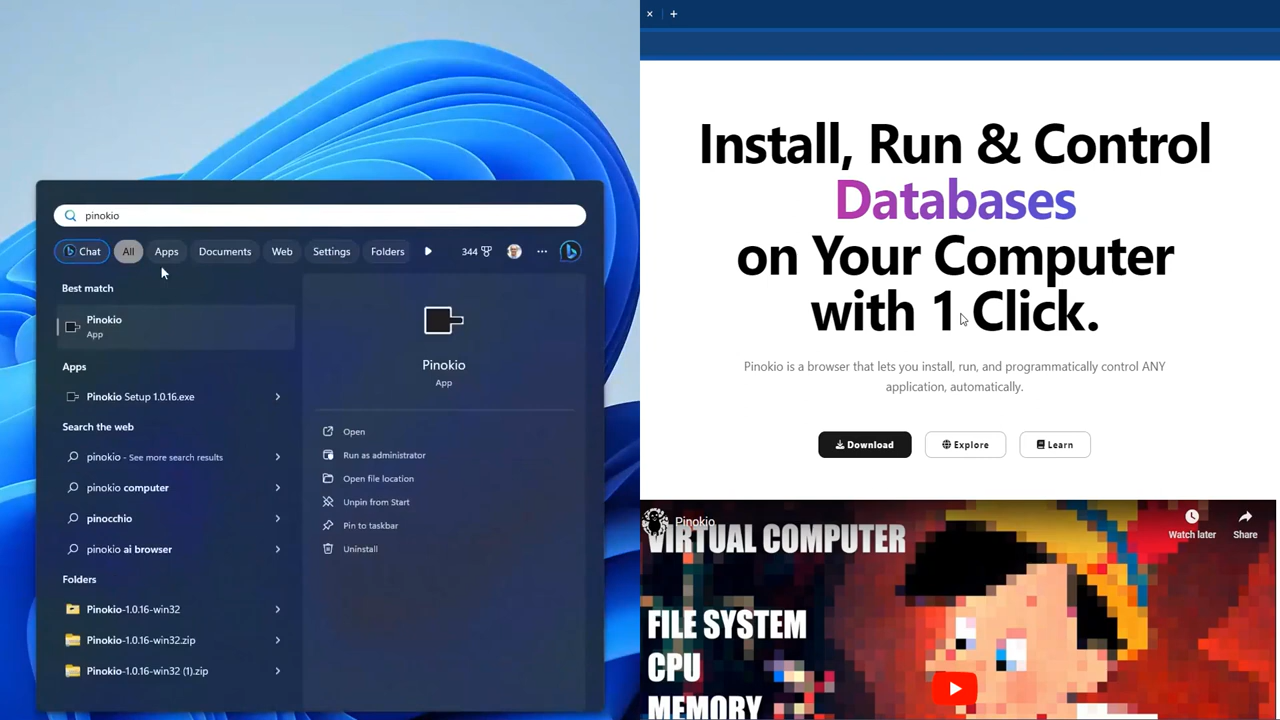 pinokio
Chat All Apps Documents Web Settings Folders 344
Best match
Pinokio
App
Apps
Pinokio Setup 1.0.16.exe
Search the web
pinokio - See more search results
pinokio computer
pinocchio
pinokio ai browser
Folders
Pinokio-1.0.16-win32
Pinokio-1.0.16-win32.zip
Pinokio-1.0.16-win32 (1).zip
Pinokio
App
Open
Run as administrator
Open file location
Unpin from Start
Pin to taskbar
Uninstall
Install, Run & Control
Databases
on Your Computer
with 1 Click.
Pinokio is a browser that lets you install, run, and programmatically control ANY
application, automatically.
Download Explore Learn
Pinokio
Watch later Share
VIRTUAL COMPUTER
FILE SYSTEM
CPU
MEMORY